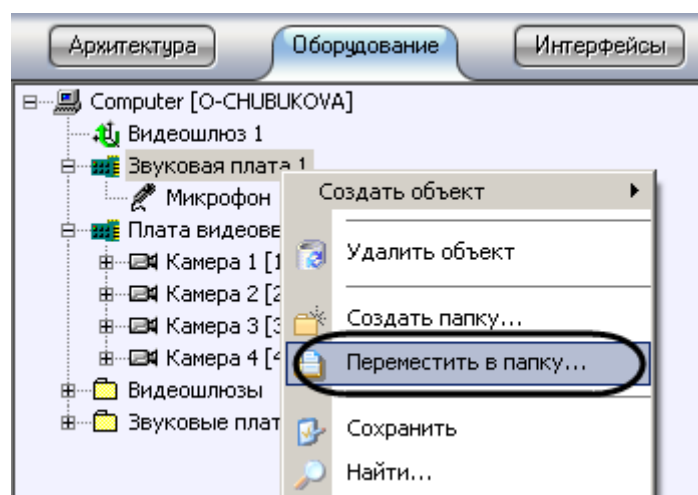 Архитектура Оборудование Интерфейсы
Computer [O-CHUBUKOVA]
Видеошлюз 1
Звуковая плата 1
Микрофон
Плата видеовв
Камера 1 [1
Камера 2 [2
Камера 3 [3
Камера 4 [4
Видеошлюзы
Звуковые плат
Создать объект
Удалить объект
Создать папку...
Переместить в папку...
Сохранить
Найти...